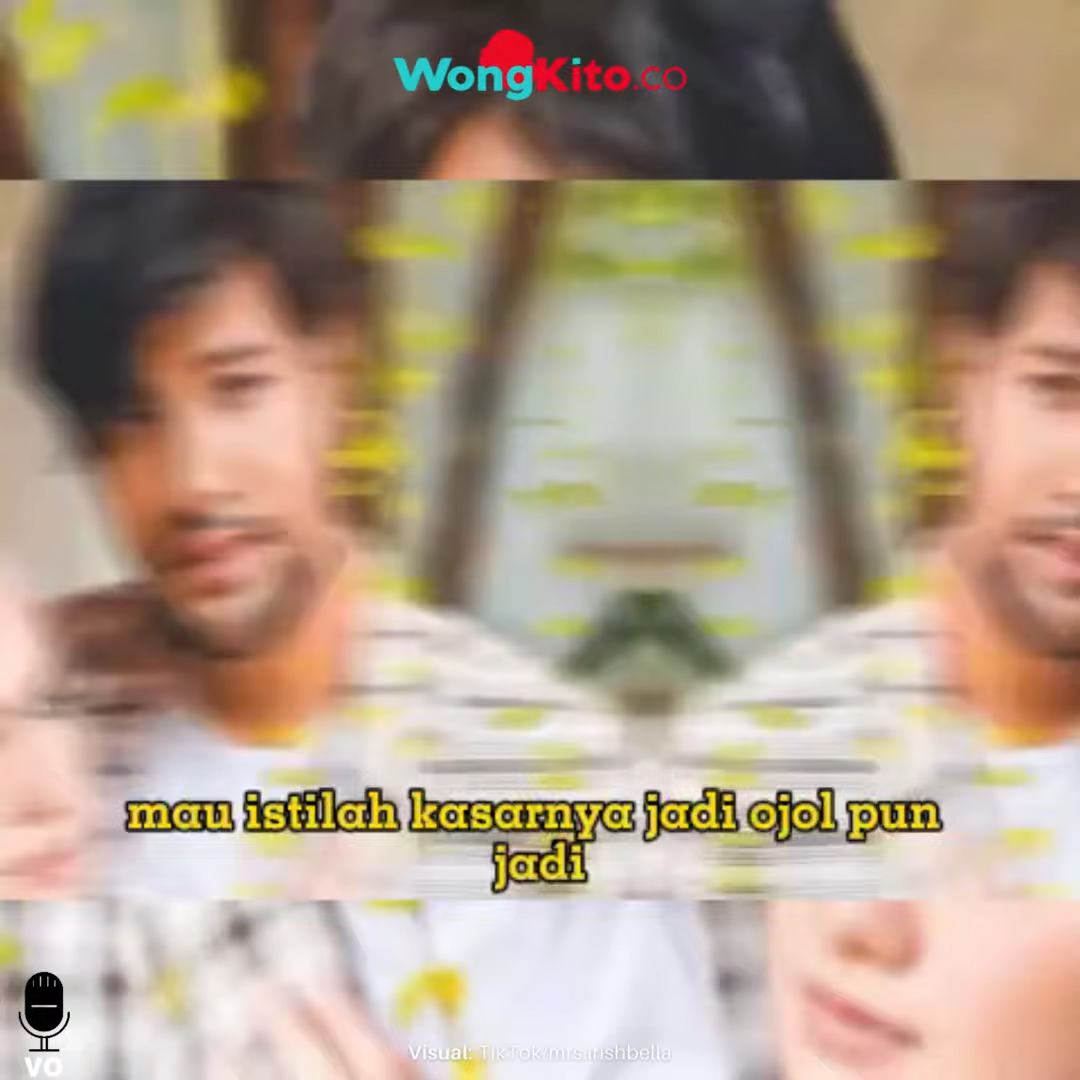 WongKito.co
mau istilah kasarnya jadi ojol pun
jadi
Visual: TikTok/mrs.irishbella
VO